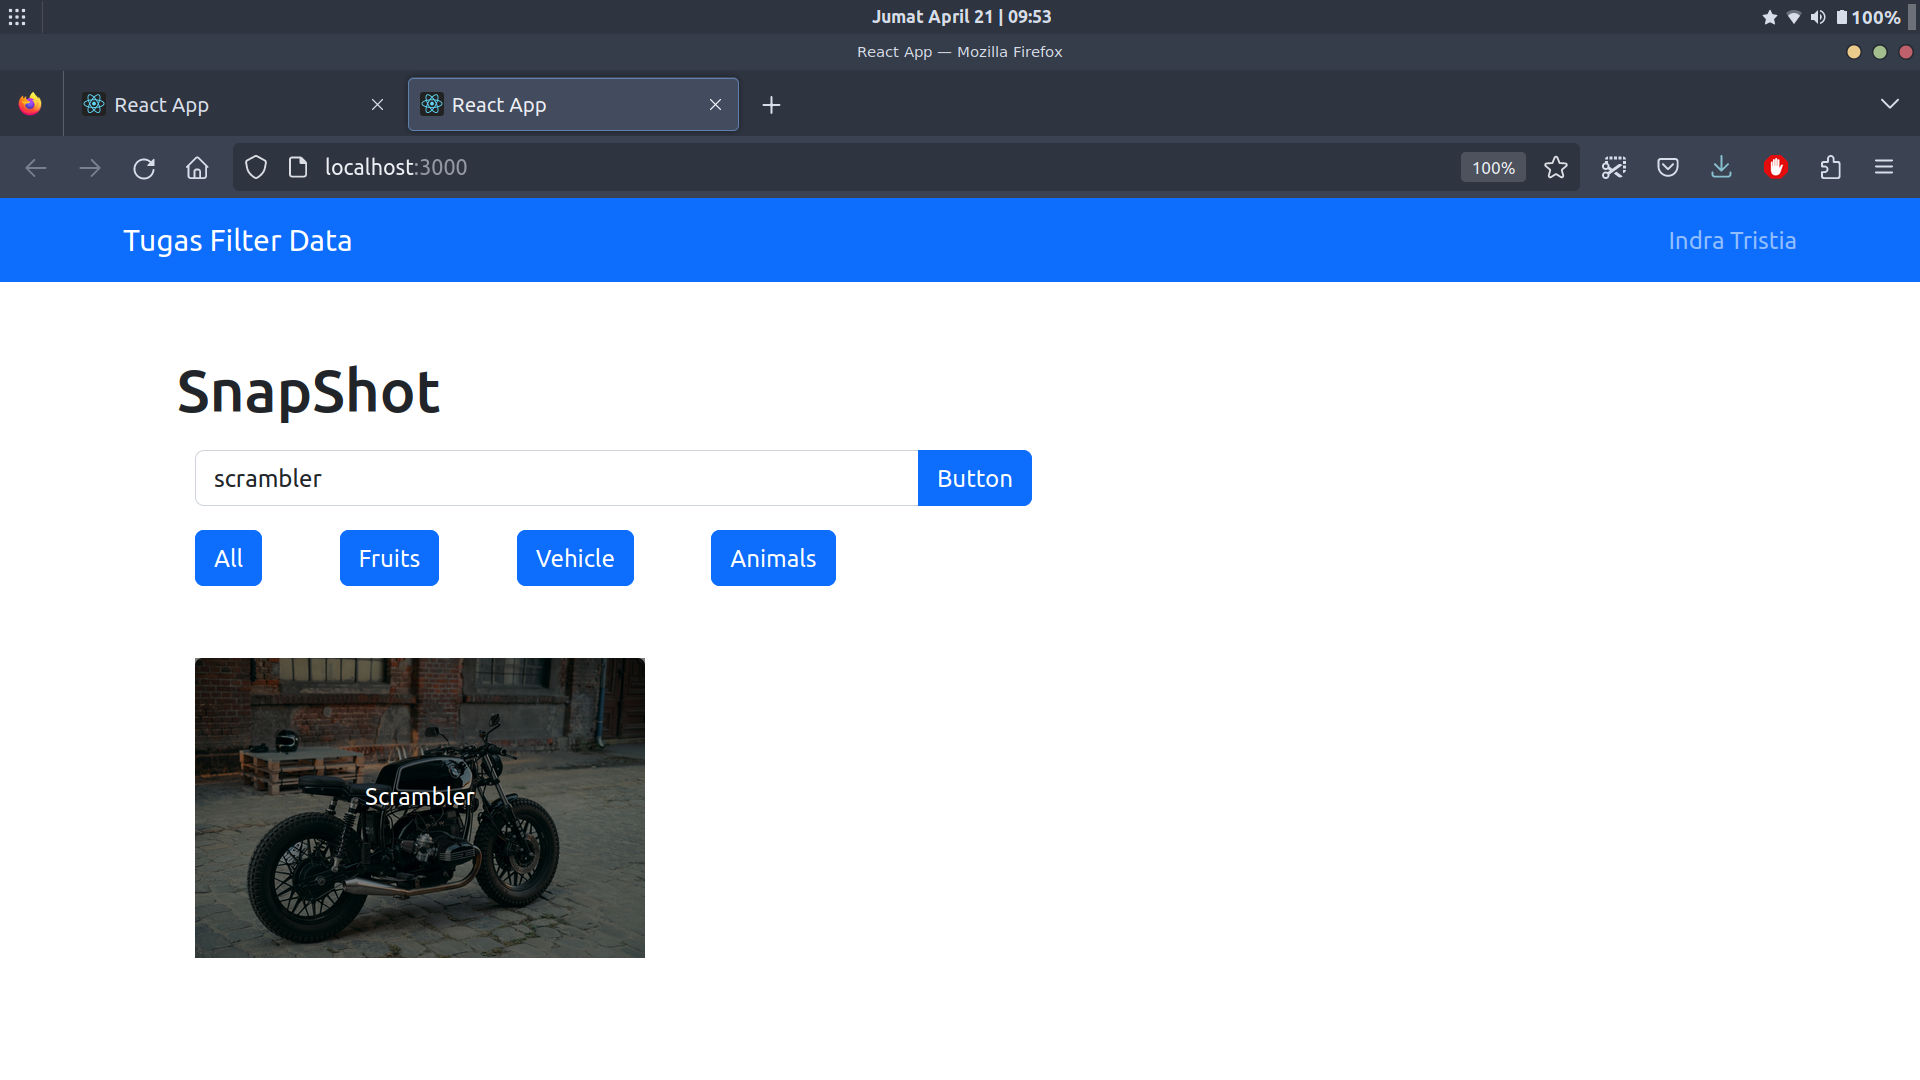 Jumat April 21 | 09:53
100%
React App — Mozilla Firefox
React App
React App
localhost:3000
100%
Tugas Filter Data
Indra Tristia
SnapShot
scrambler
Button
All
Fruits
Vehicle
Animals
Scrambler